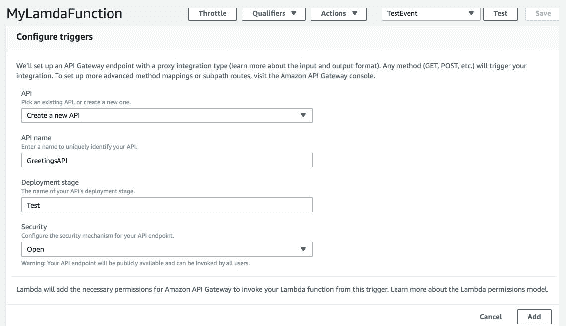 MyLamdaFunction
Throttle Qualifiers Actions TestEvent Test Save
Configure triggers
We'll set up an API Gateway endpoint with a proxy integration type (learn more about the input and output format). Any method (GET, POST, etc.) will trigger your
integration. To set up more advanced method mappings or subpath routes, visit the Amazon API Gateway console.
API
Pick an existing API, or create a new one.
Create a new API
API name
Enter a name to uniquely identify your API.
GreetingsAPI
Deployment stage
The name of your API's deployment stage.
Test
Security
Configure the security mechanism for your API endpoint.
Open
Warning: Your API endpoint will be publicly available and can be invoked by all users.
Lambda will add the necessary permissions for Amazon API Gateway to invoke your Lambda function from this trigger. Learn more about the Lambda permissions model.
Cancel Add